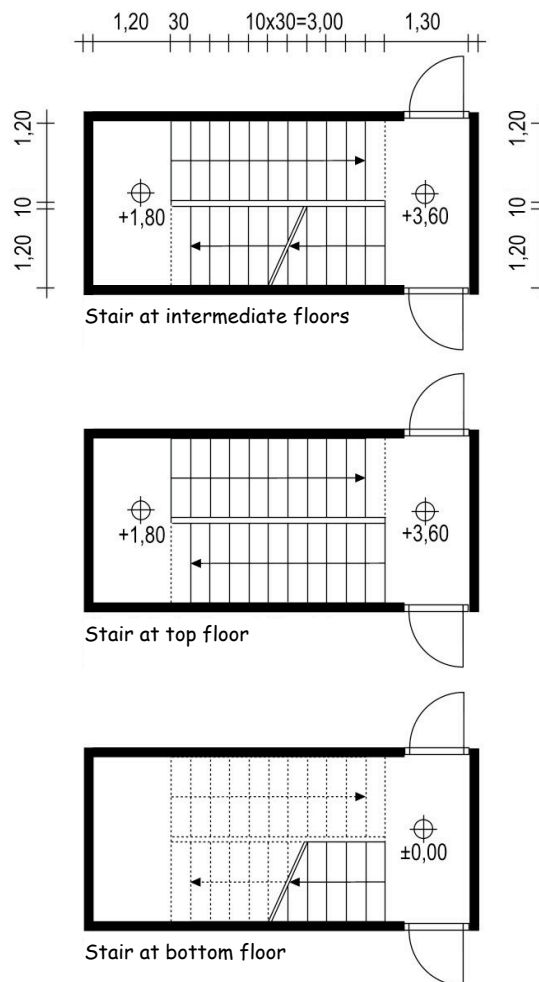 1,20 30 10x30=3,00 1,30
1,20
10
1,20
1,20
10
1,20
+1,80
+3,60
Stair at intermediate floors
+1,80
+3,60
Stair at top floor
±0,00
Stair at bottom floor